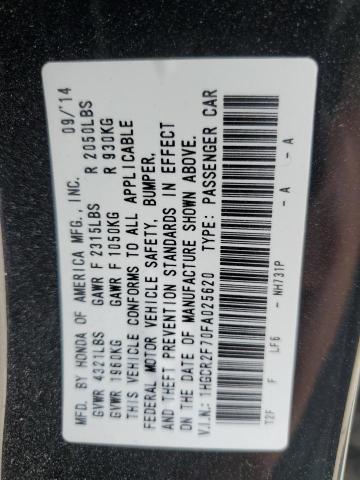 MFD. BY HONDA OF AMERICA MFG., INC. 09/14
GVWR 4321LBS GAWR F 2315LBS R 2050LBS
GVWR 1960KG GAWR F 1050KG R 930KG
THIS VEHICLE CONFORMS TO ALL APPLICABLE
FEDERAL MOTOR VEHICLE SAFETY, BUMPER,
AND THEFT PREVENTION STANDARDS IN EFFECT
ON THE DATE OF MANUFACTURE SHOWN ABOVE.
V.I.N.: 1HGCR2F70FA025620 TYPE: PASSENGER CAR
LF6 - NH731P - A - A
T2F F